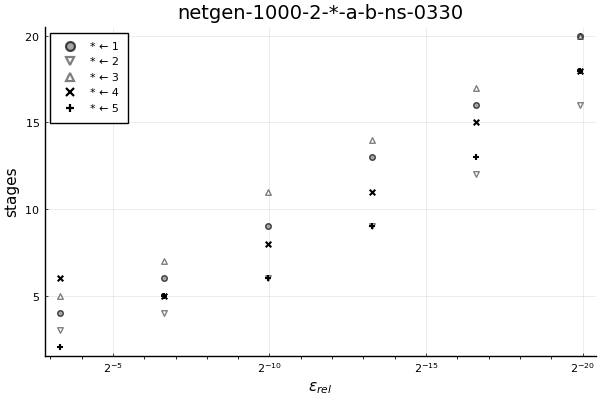 netgen-1000-2-*-a-b-ns-0330
* ← 1
* ← 2
* ← 3
* ← 4
* ← 5
stages
20
15
10
5
2⁻⁵ 2⁻¹⁰ 2⁻¹⁵ 2⁻²⁰
ε_rel